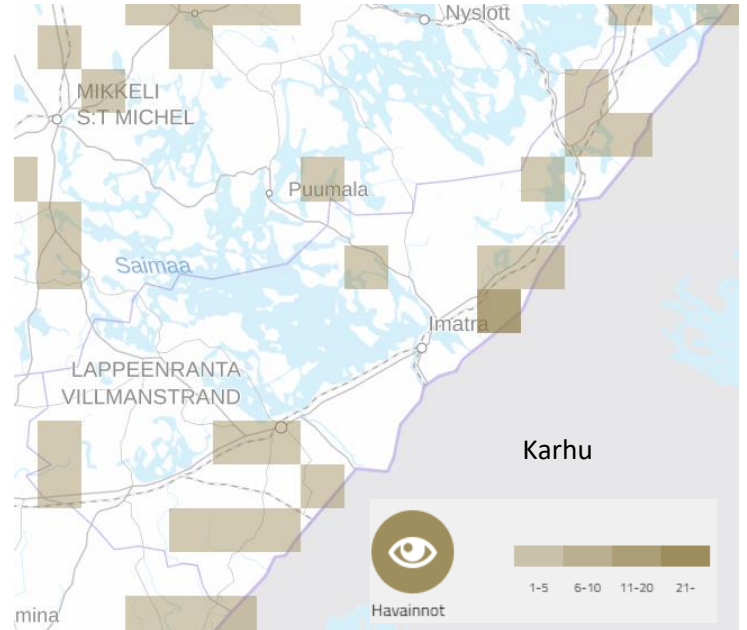 Nyslott
MIKKELI
S:T MICHEL
Puumala
Saimaa
Imatra
LAPPEENRANTA
VILLMANSTRAND
Karhu
1-5 6-10 11-20 21-
Havainnot
mina